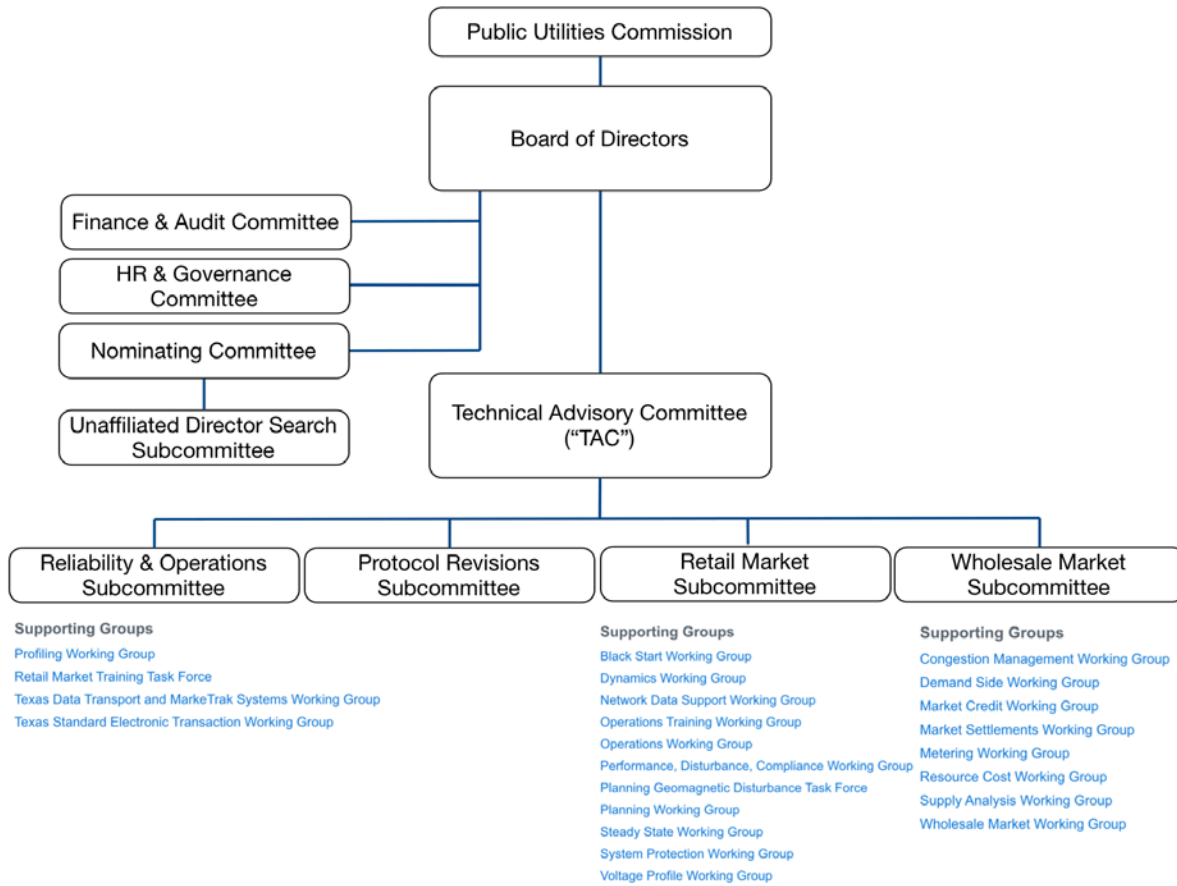 Public Utilities Commission
Board of Directors
Finance & Audit Committee
HR & Governance
Committee
Nominating Committee
Unaffiliated Director Search
Subcommittee
Technical Advisory Committee
(“TAC”)
Reliability & Operations
Subcommittee
Protocol Revisions
Subcommittee
Retail Market
Subcommittee
Wholesale Market
Subcommittee
Supporting Groups
Profiling Working Group
Retail Market Training Task Force
Texas Data Transport and MarkeTrak Systems Working Group
Texas Standard Electronic Transaction Working Group
Supporting Groups
Black Start Working Group
Dynamics Working Group
Network Data Support Working Group
Operations Training Working Group
Operations Working Group
Performance, Disturbance, Compliance Working Group
Planning Geomagnetic Disturbance Task Force
Planning Working Group
Steady State Working Group
System Protection Working Group
Voltage Profile Working Group
Supporting Groups
Congestion Management Working Group
Demand Side Working Group
Market Credit Working Group
Market Settlements Working Group
Metering Working Group
Resource Cost Working Group
Supply Analysis Working Group
Wholesale Market Working Group